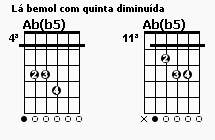 Lá bemol com quinta diminuída
Ab(b5) Ab(b5)
4ª 11ª
2 3 4
2 3 4
X